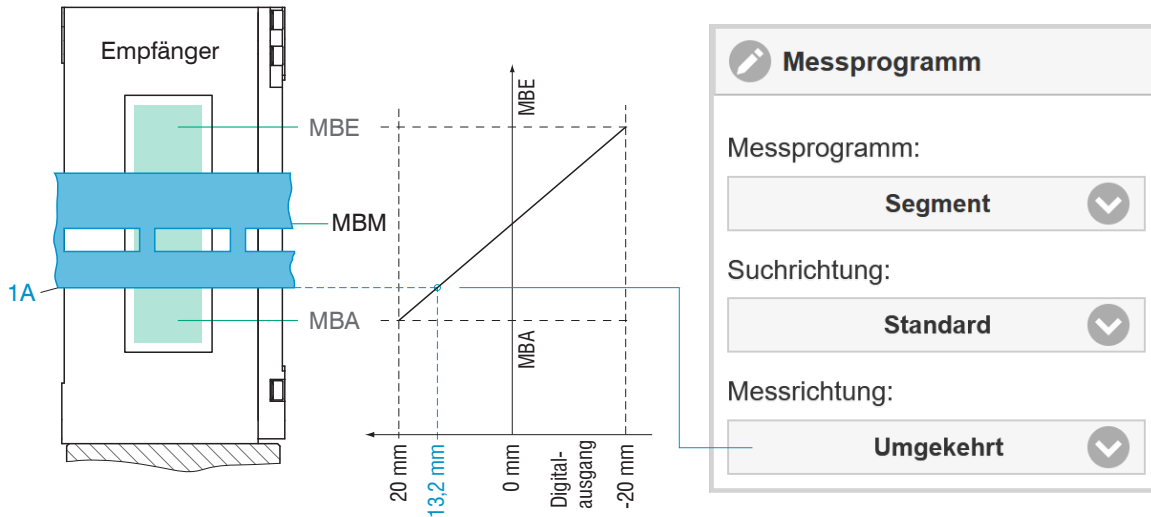 Empfänger
MBE
MBM
1A
MBA
MBE
MBA
20 mm
13,2 mm
0 mm
Digital-
ausgang
-20 mm
Messprogramm
Messprogramm:
Segment
Suchrichtung:
Standard
Messrichtung:
Umgekehrt